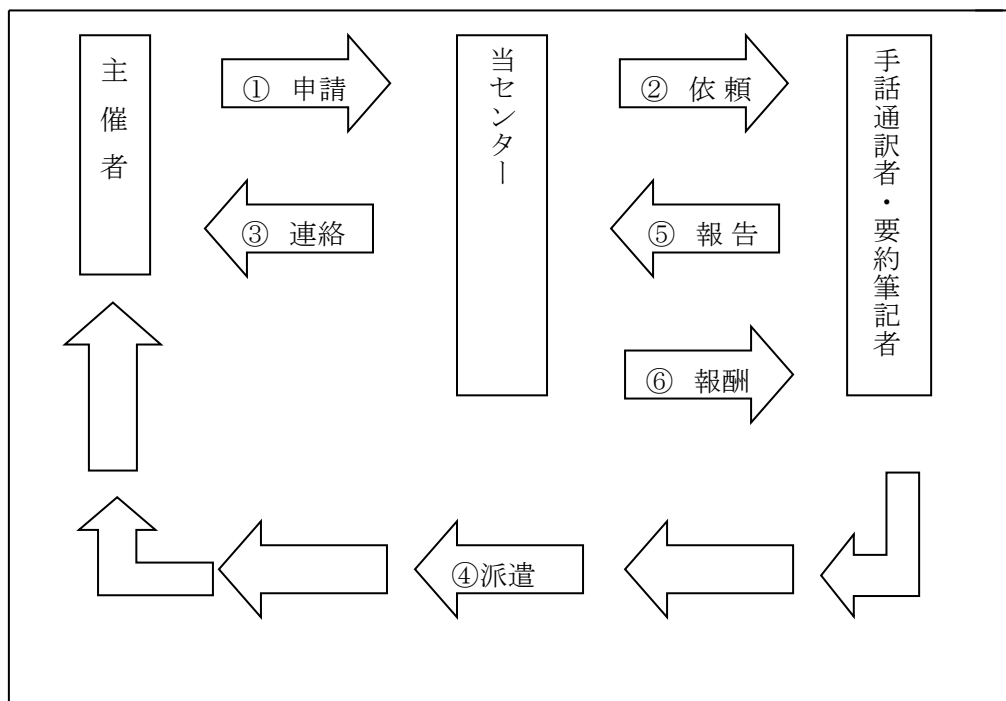 主催者
① 申請
当センター
② 依頼
手話通訳者・要約筆記者
③ 連絡
⑤ 報告
⑥ 報酬
④派遣